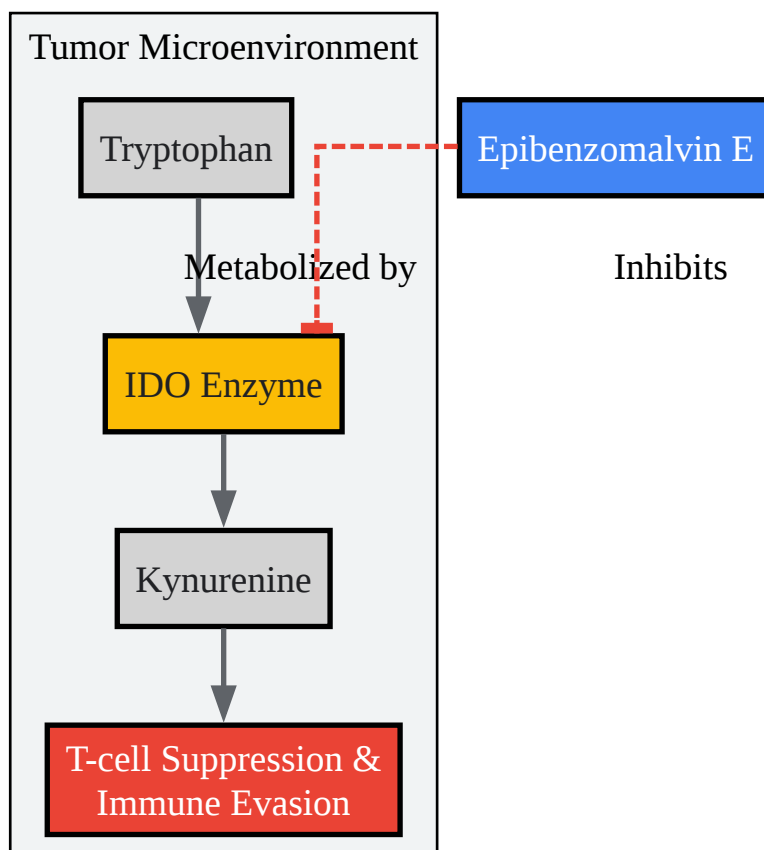 Tumor Microenvironment
Tryptophan
Epibenzomalvin E
Metabolized by
Inhibits
IDO Enzyme
Kynurenine
T-cell Suppression &
Immune Evasion